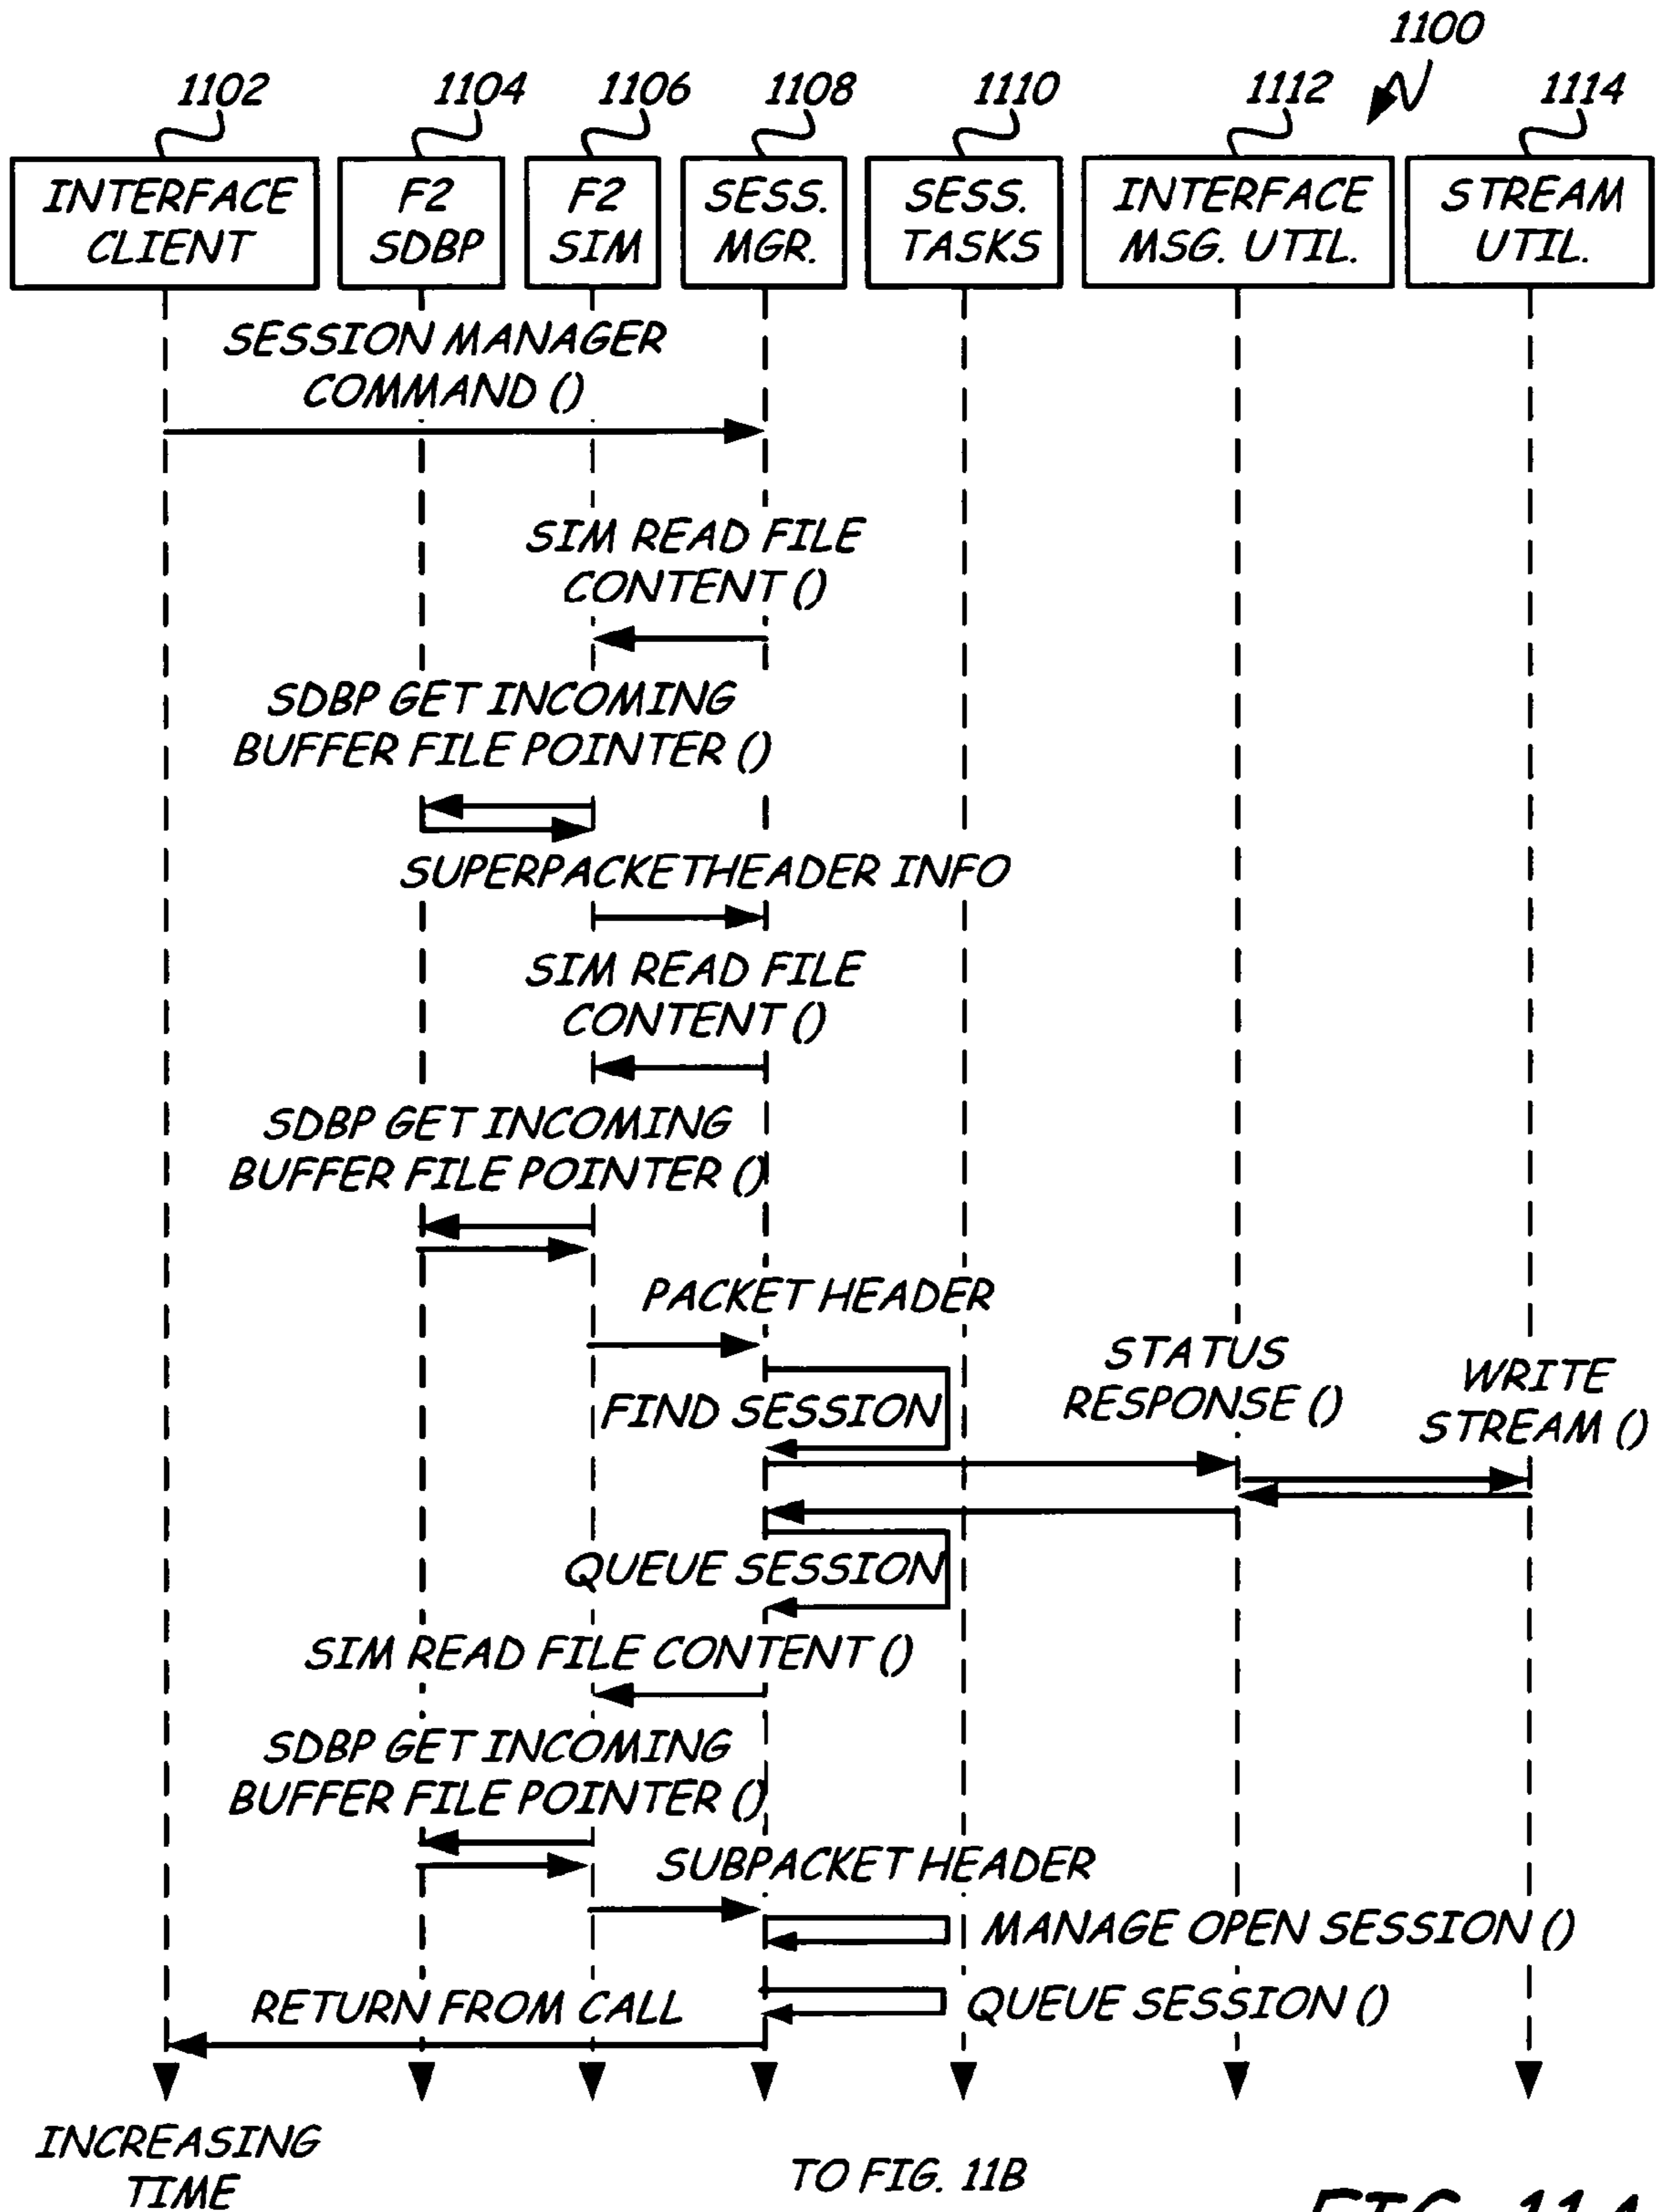 1100
1102
1104
1106
1108
1110
1112
1114
INTERFACE
CLIENT
F2
SDBP
F2
SIM
SESS.
MGR.
SESS.
TASKS
INTERFACE
MSG. UTIL.
STREAM
UTIL.
SESSION MANAGER
COMMAND ()
SIM READ FILE
CONTENT ()
SDBP GET INCOMING
BUFFER FILE POINTER ()
SUPERPACKETHEADER INFO
SIM READ FILE
CONTENT ()
SDBP GET INCOMING
BUFFER FILE POINTER ()
PACKET HEADER
FIND SESSION
STATUS
RESPONSE ()
WRITE
STREAM ()
QUEUE SESSION
SIM READ FILE CONTENT ()
SDBP GET INCOMING
BUFFER FILE POINTER ()
SUBPACKET HEADER
MANAGE OPEN SESSION ()
QUEUE SESSION ()
RETURN FROM CALL
INCREASING
TIME
TO FIG. 11B
FIG. 11A